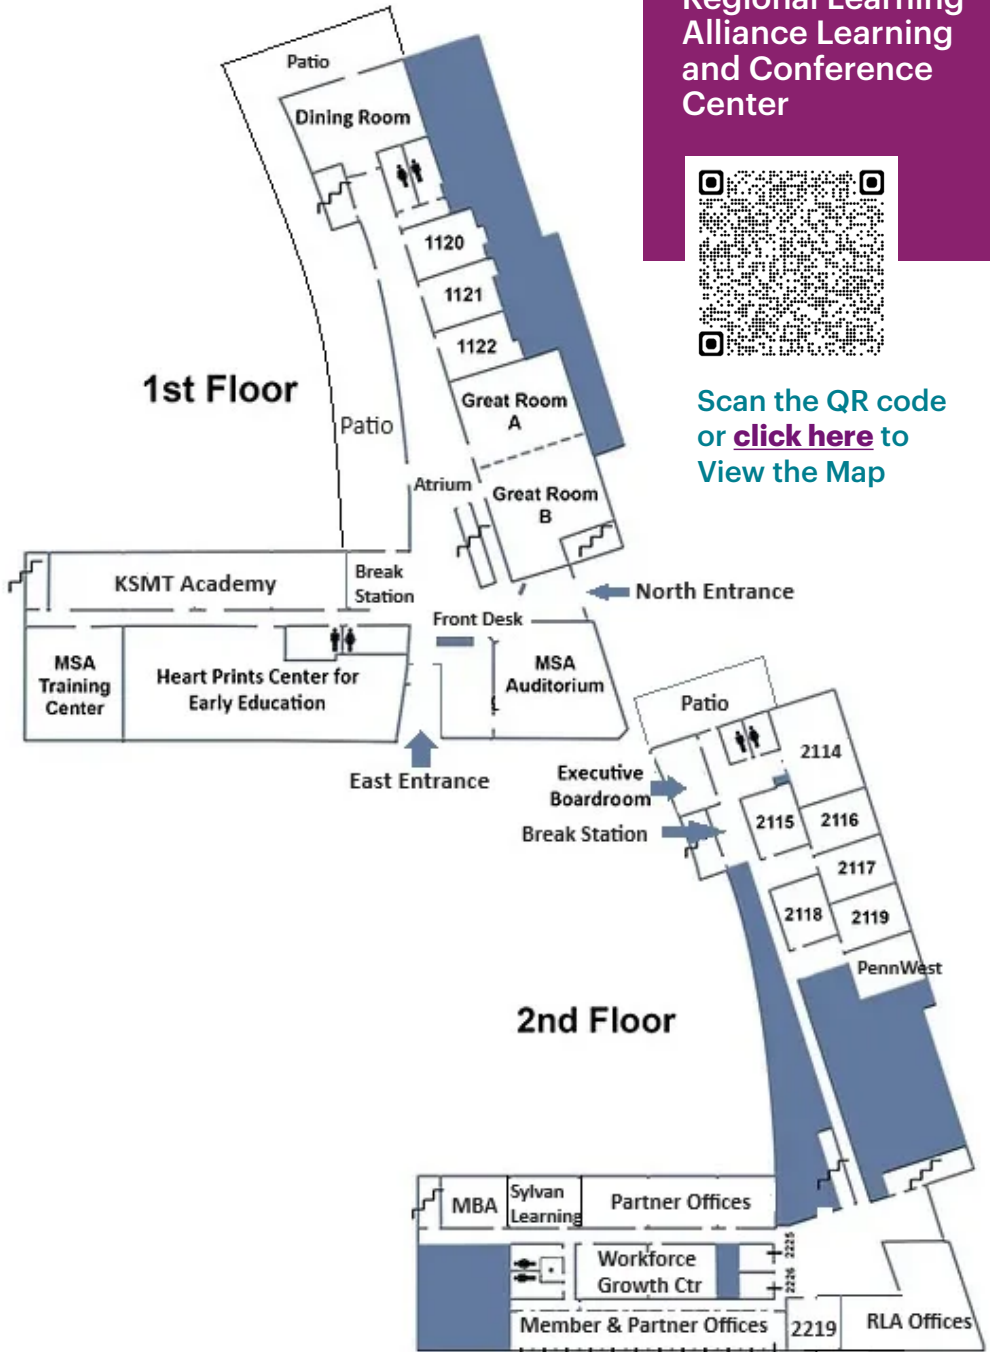 Regional Learning
Alliance Learning
and Conference
Center
Scan the QR code
or click here to
View the Map
Patio
Dining Room
1120
1121
1122
1st Floor
Great Room
A
Patio
Atrium
Great Room
B
KSMT Academy
Break
Station
North Entrance
Front Desk
MSA
Training
Center
Heart Prints Center for
Early Education
MSA
Auditorium
East Entrance
Patio
2114
Executive
Boardroom
Break Station
2115
2116
2117
2118
2119
PennWest
2nd Floor
MBA
Sylvan
Learning
Partner Offices
Workforce
Growth Ctr
2225
2226
Member & Partner Offices
2219
RLA Offices